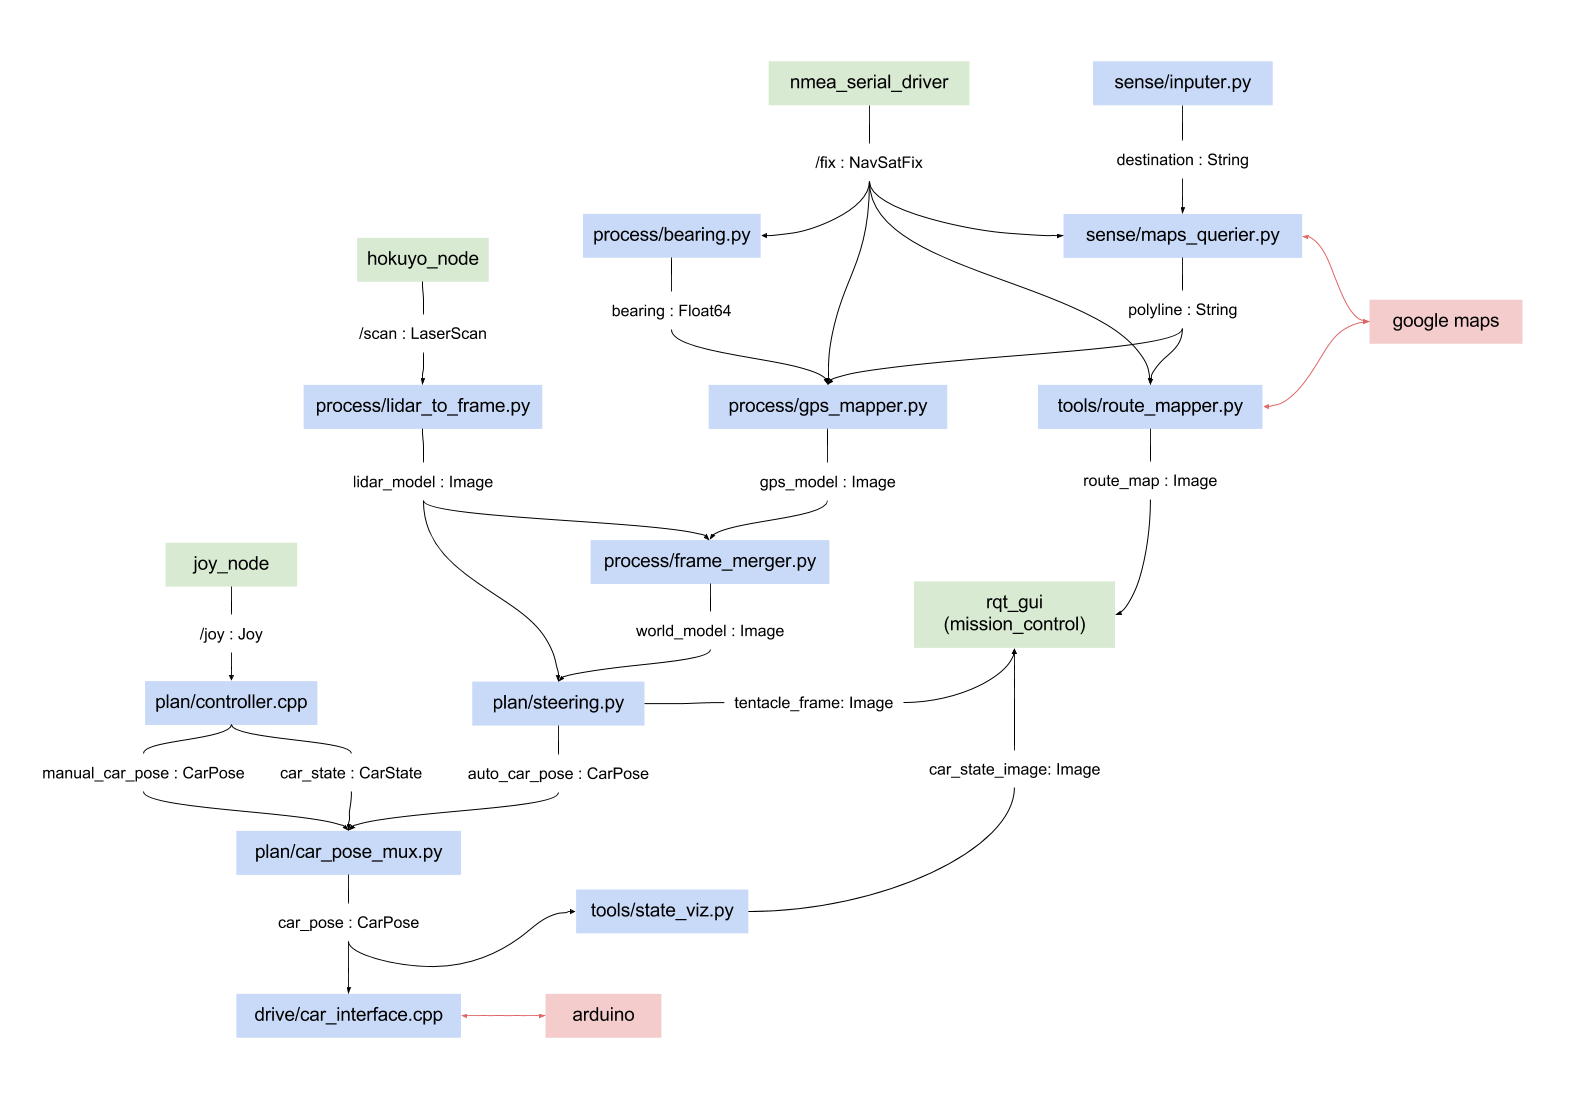 nmea_serial_driver
sense/inputer.py
/fix : NavSatFix
destination : String
process/bearing.py
sense/maps_querier.py
hokuyo_node
bearing : Float64
polyline : String
google maps
/scan : LaserScan
process/lidar_to_frame.py
process/gps_mapper.py
tools/route_mapper.py
lidar_model : Image
gps_model : Image
route_map : Image
joy_node
process/frame_merger.py
rqt_gui
(mission_control)
/joy : Joy
world_model : Image
plan/controller.cpp
plan/steering.py
tentacle_frame: Image
manual_car_pose : CarPose
car_state : CarState
auto_car_pose : CarPose
car_state_image: Image
plan/car_pose_mux.py
tools/state_viz.py
car_pose : CarPose
drive/car_interface.cpp
arduino